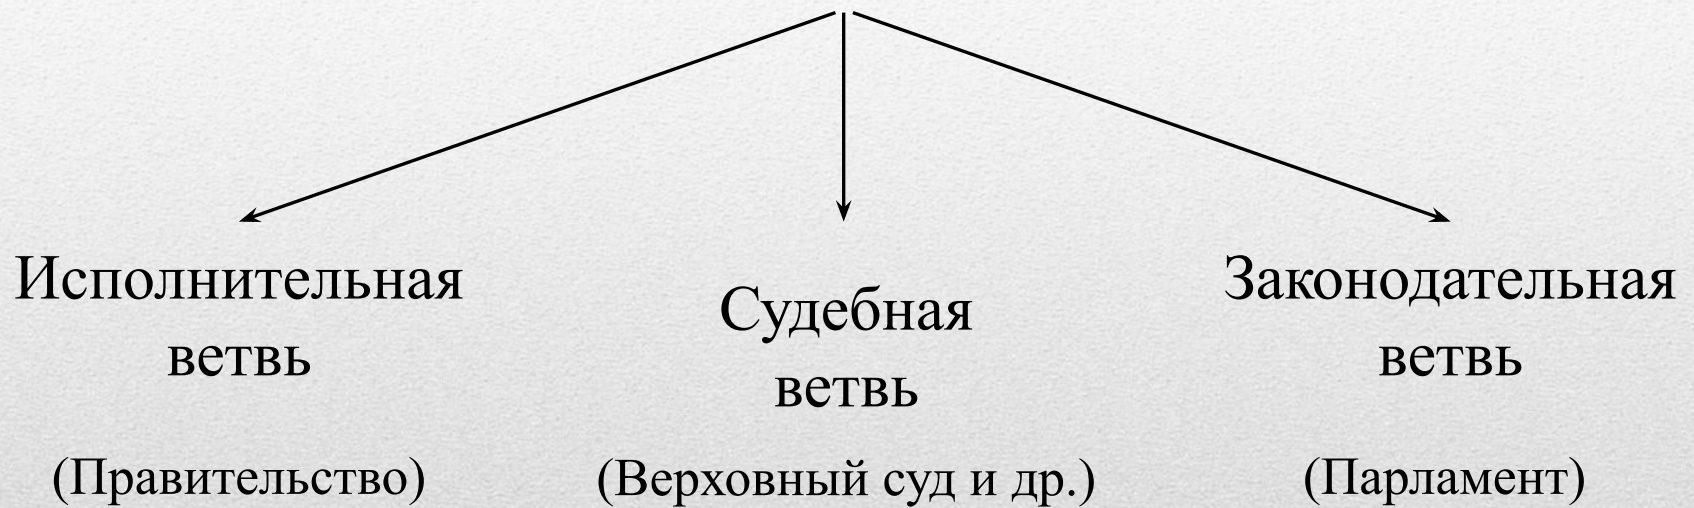 Исполнительная
ветвь
(Правительство)
Судебная
ветвь
(Верховный суд и др.)
Законодательная
ветвь
(Парламент)